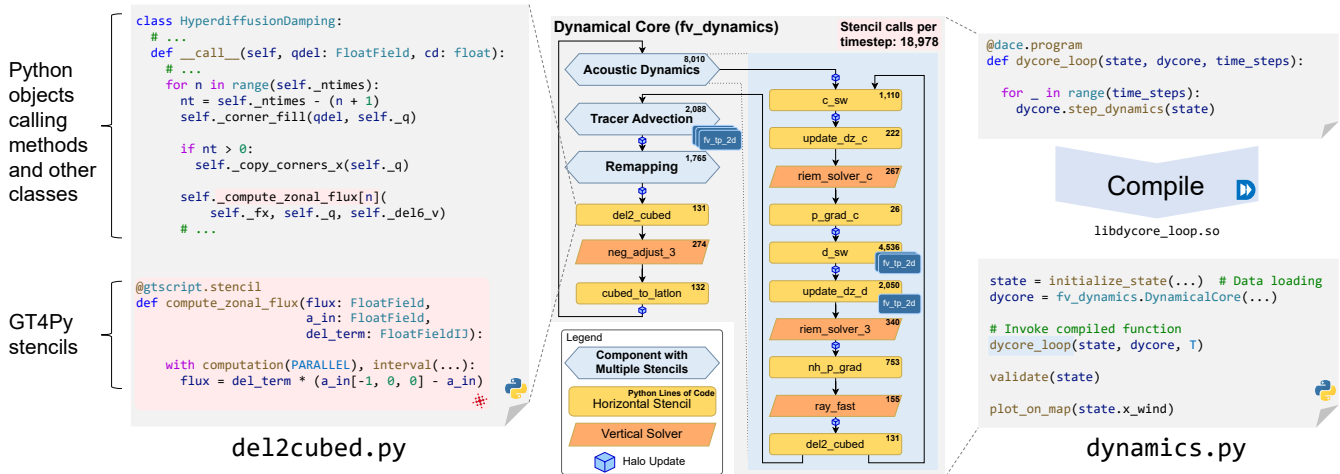 Python
objects
calling
methods
and other
classes
GT4Py
stencils
class HyperdiffusionDamping:
# ...
def __call__(self, qdel: FloatField, cd: float):
# ...
for n in range(self._ntimes):
nt = self._ntimes - (n + 1)
self._corner_fill(qdel, self._q)
if nt > 0:
self._copy_corners_x(self._q)
self._compute_zonal_flux[n](
self._fx, self._q, self._del6_v)
# ...
@gtscript.stencil
def compute_zonal_flux(flux: FloatField,
a_in: FloatField,
del_term: FloatFieldIJ):
with computation(PARALLEL), interval(...):
flux = del_term * (a_in[-1, 0, 0] - a_in)
del2cubed.py
Dynamical Core (fv_dynamics)
Stencil calls per
timestep: 18,978
8,010
Acoustic Dynamics
2,088
Tracer Advection
fv_tp_2d
1,765
Remapping
131
del2_cubed
274
neg_adjust_3
132
cubed_to_latlon
Legend
Component with
Multiple Stencils
Python Lines of Code
Horizontal Stencil
Vertical Solver
Halo Update
1,110
c_sw
222
update_dz_c
267
riem_solver_c
26
p_grad_c
4,536
d_sw
fv_tp_2d
2,050
update_dz_d
fv_tp_2d
340
riem_solver_3
753
nh_p_grad
155
ray_fast
131
del2_cubed
@dace.program
def dycore_loop(state, dycore, time_steps):
for _ in range(time_steps):
dycore.step_dynamics(state)
Compile
libdycore_loop.so
state = initialize_state(...) # Data loading
dycore = fv_dynamics.DynamicalCore(...)
# Invoke compiled function
dycore_loop(state, dycore, T)
validate(state)
plot_on_map(state.x_wind)
dynamics.py